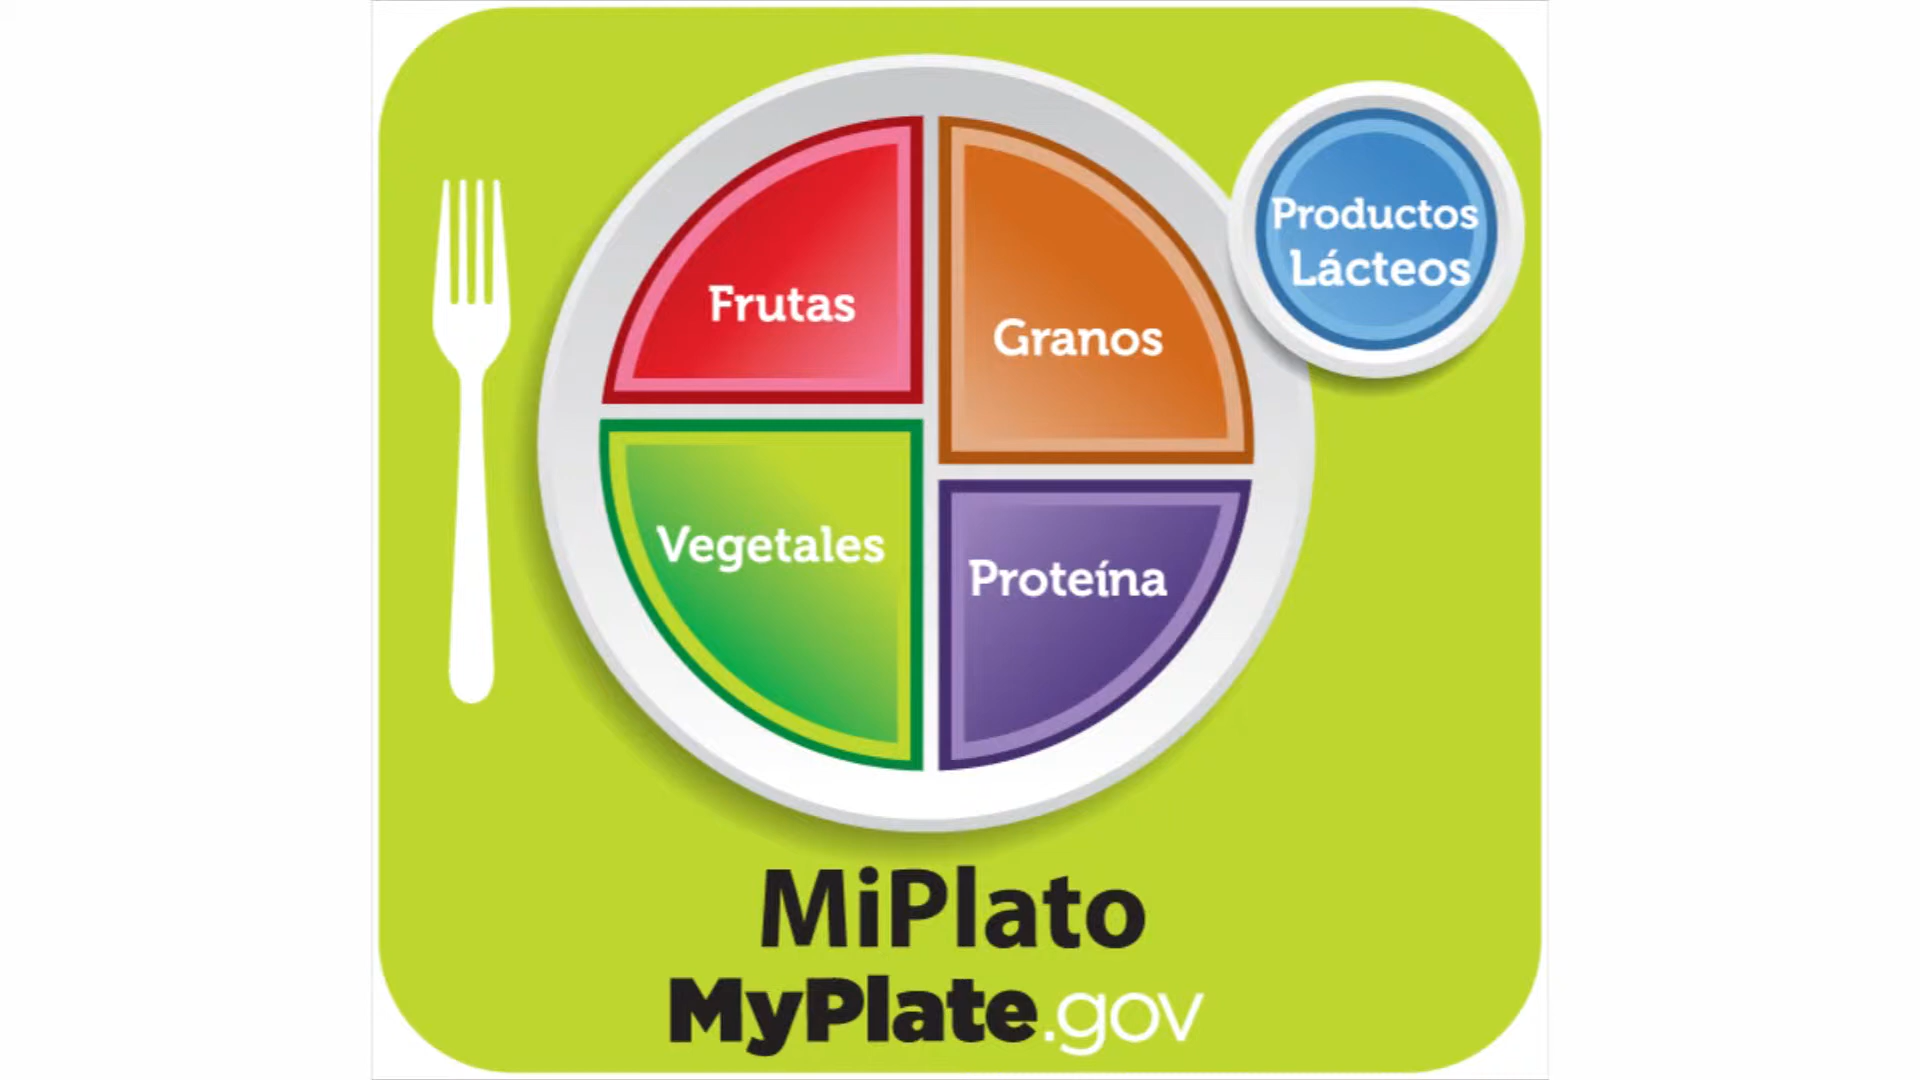 Frutas
Granos
Productos
Lácteos
Vegetales
Proteína
MiPlato
MyPlate.gov